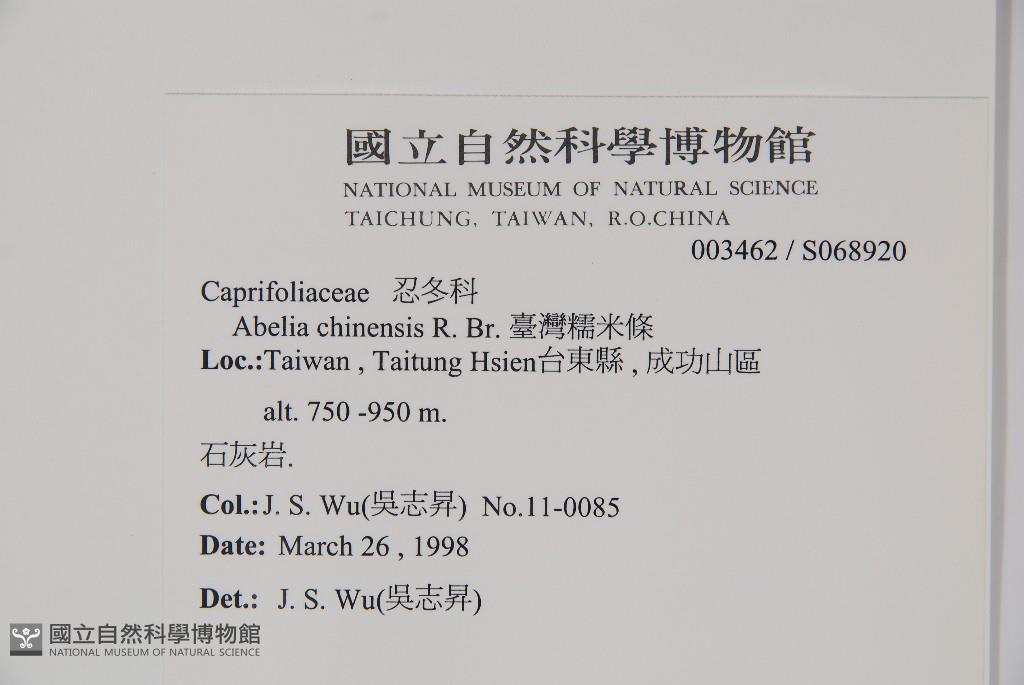 國立自然科學博物館
NATIONAL MUSEUM OF NATURAL SCIENCE
TAICHUNG, TAIWAN, R.O.CHINA
003462 / S068920
Caprifoliaceae 忍冬科
Abelia chinensis R. Br. 臺灣糯米條
Loc.:Taiwan , Taitung Hsien台東縣 , 成功山區
alt. 750 -950 m.
石灰岩.
Col.:J. S. Wu(吳志昇) No.11-0085
Date: March 26 , 1998
Det.: J. S. Wu(吳志昇)
國立自然科學博物館
NATIONAL MUSEUM OF NATURAL SCIENCE